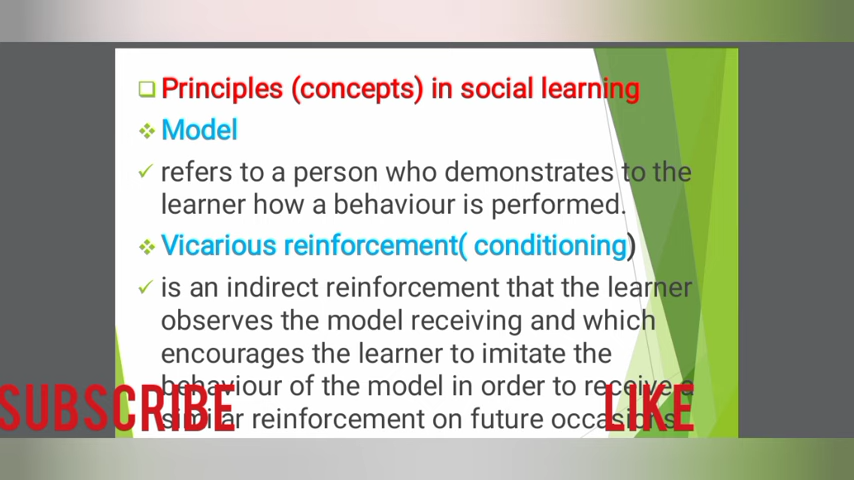 Principles (concepts) in social learning
Model
refers to a person who demonstrates to the
learner how a behaviour is performed.
Vicarious reinforcement( conditioning)
is an indirect reinforcement that the learner
observes the model receiving and which
encourages the learner to imitate the
behaviour of the model in order to receive a
similar reinforcement on future occasions.
SUBSCRIBE
LIKE